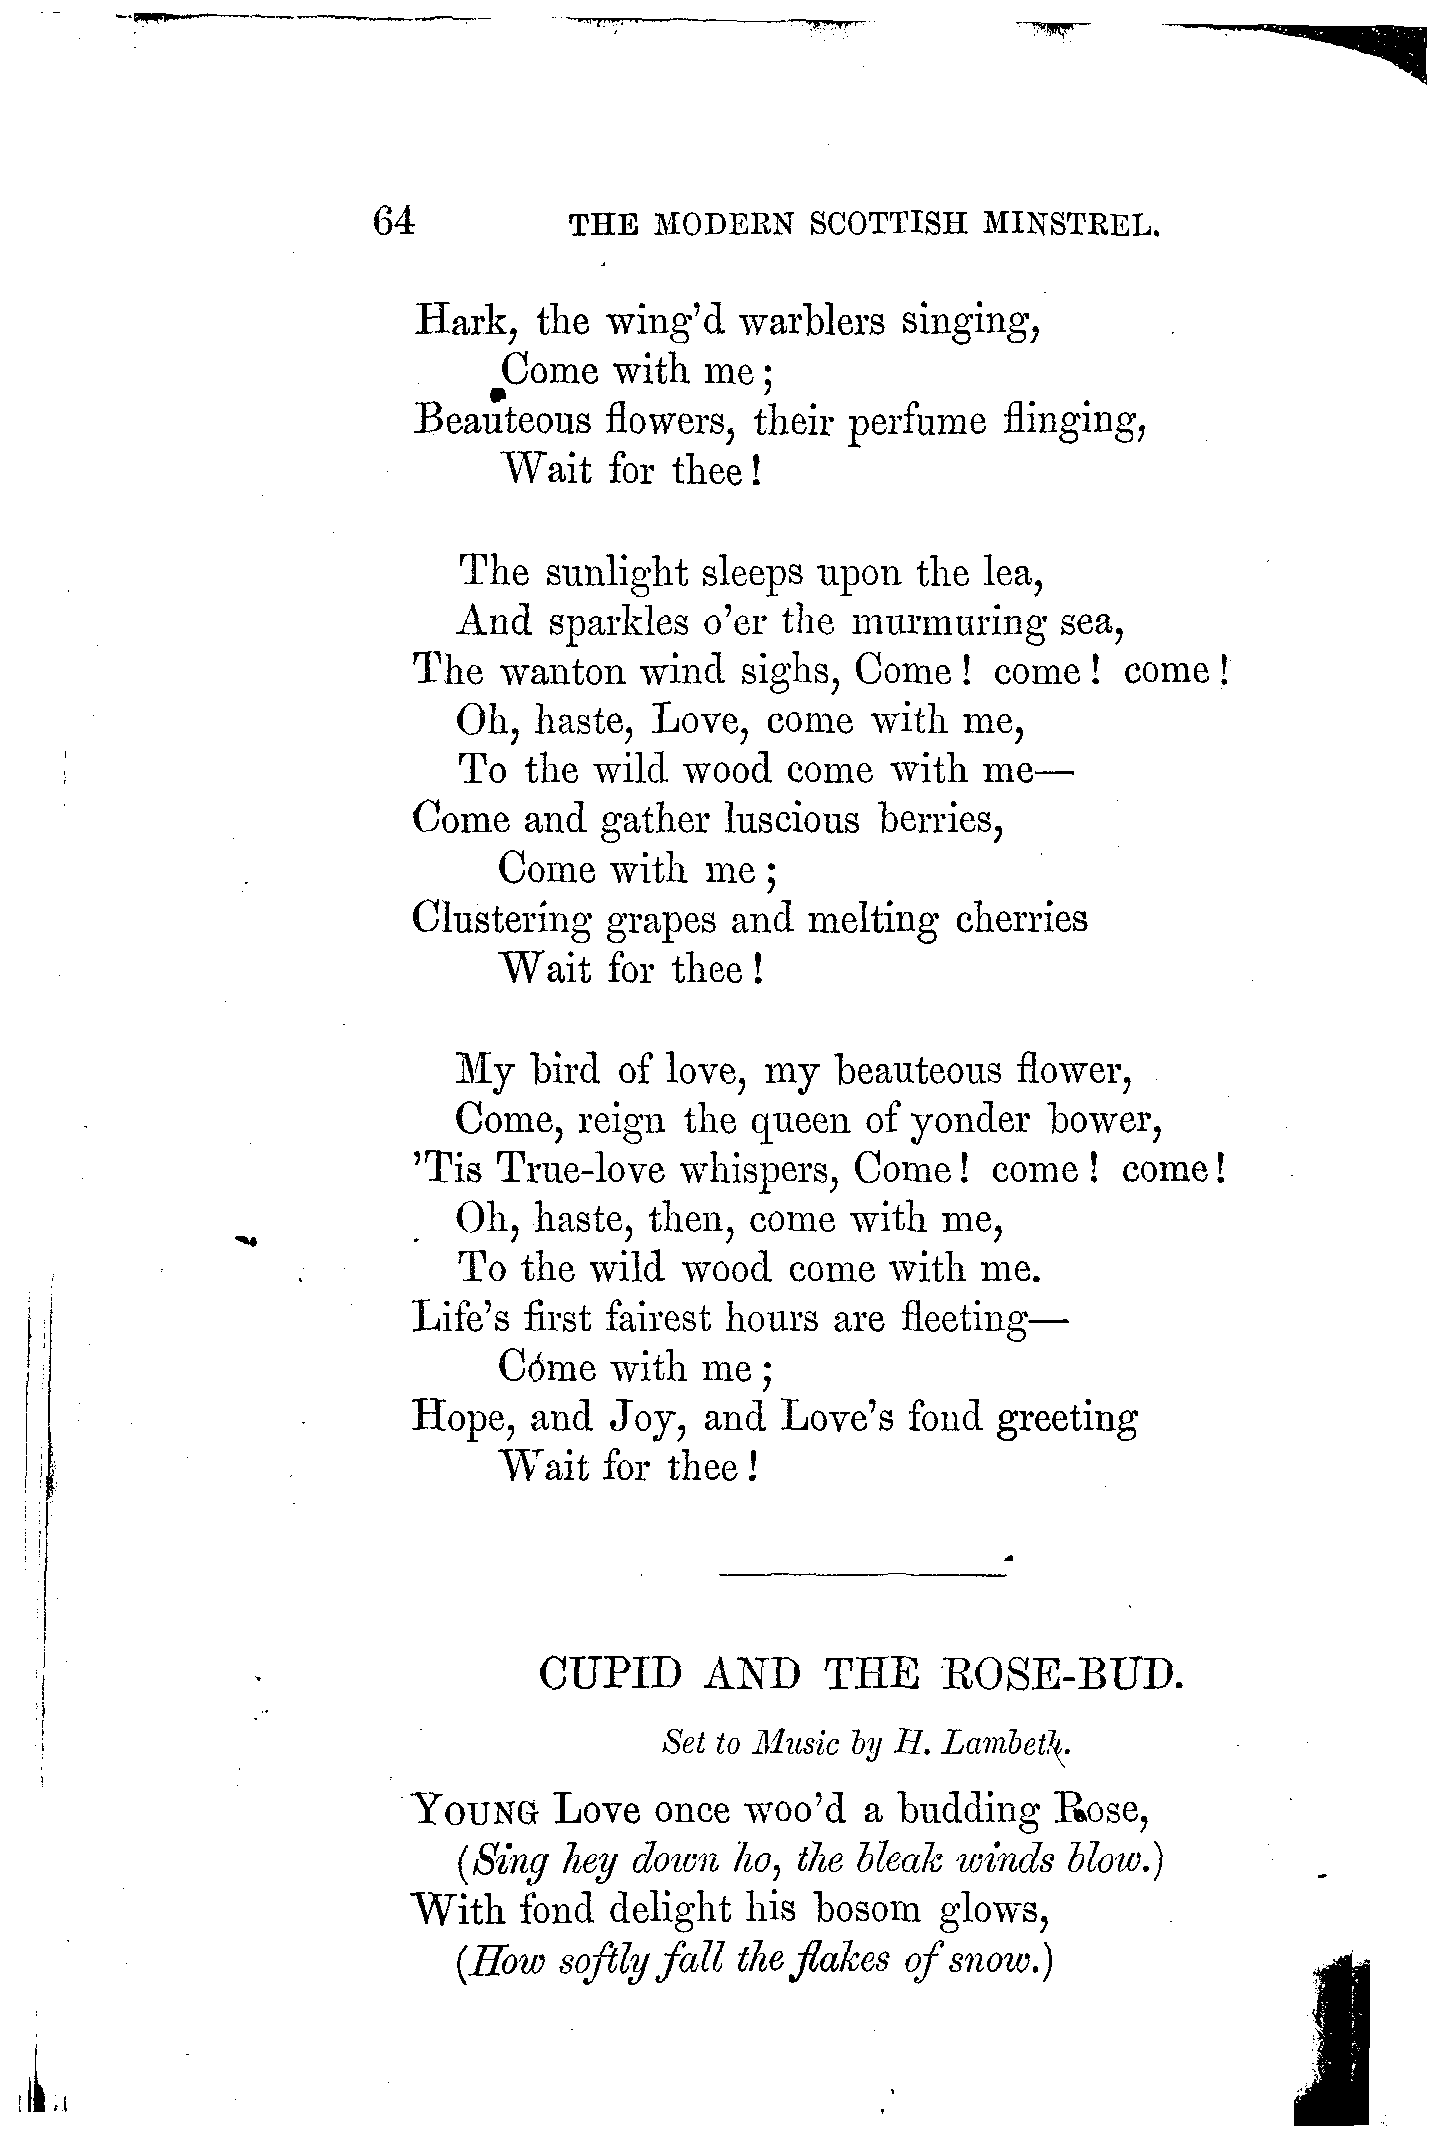 64 THE MODERN SCOTTISH MINSTREL.
Hark, the wing'd warblers singing,
Come with me;
Beauteous flowers, their perfume flinging,
Wait for thee!
The sunlight sleeps upon the lea,
And sparkles o'er the murmuring sea,
The wanton wind sighs, Come! come! come!
Oh, haste, Love, come with me,
To the wild wood come with me—
Come and gather luscious berries,
Come with me;
Clustering grapes and melting cherries
Wait for thee!
My bird of love, my beauteous flower,
Come, reign the queen of yonder bower,
'Tis True-love whispers, Come! come! come!
Oh, haste, then, come with me,
To the wild wood come with me.
Life's first fairest hours are fleeting—
Come with me;
Hope, and Joy, and Love's fond greeting
Wait for thee!
CUPID AND THE ROSE-BUD.
Set to Music by H. Lambeth.
YOUNG Love once woo'd a budding Rose,
(Sing hey down ho, the bleak winds blow.)
With fond delight his bosom glows,
(How softly fall the flakes of snow.)